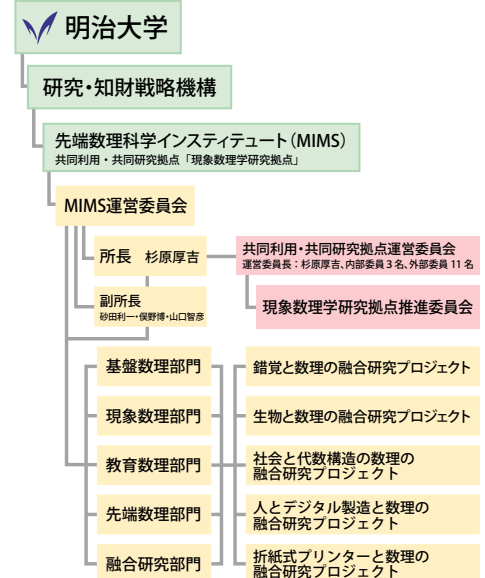 明治大学
研究・知財戦略機構
先端数理科学インスティテュート（MIMS）
共同利用・共同研究拠点「現象数理学研究拠点」
MIMS運営委員会
所長 杉原厚吉
共同利用・共同研究拠点運営委員会
運営委員長：杉原厚吉、内部委員3名、外部委員11名
副所長
砂田利一・俣野博・山口智彦
現象数理学研究拠点推進委員会
基盤数理部門
錯覚と数理の融合研究プロジェクト
現象数理部門
生物と数理の融合研究プロジェクト
教育数理部門
社会と代数構造の数理の
融合研究プロジェクト
先端数理部門
人とデジタル製造と数理の
融合研究プロジェクト
融合研究部門
折紙式プリンターと数理の
融合研究プロジェクト